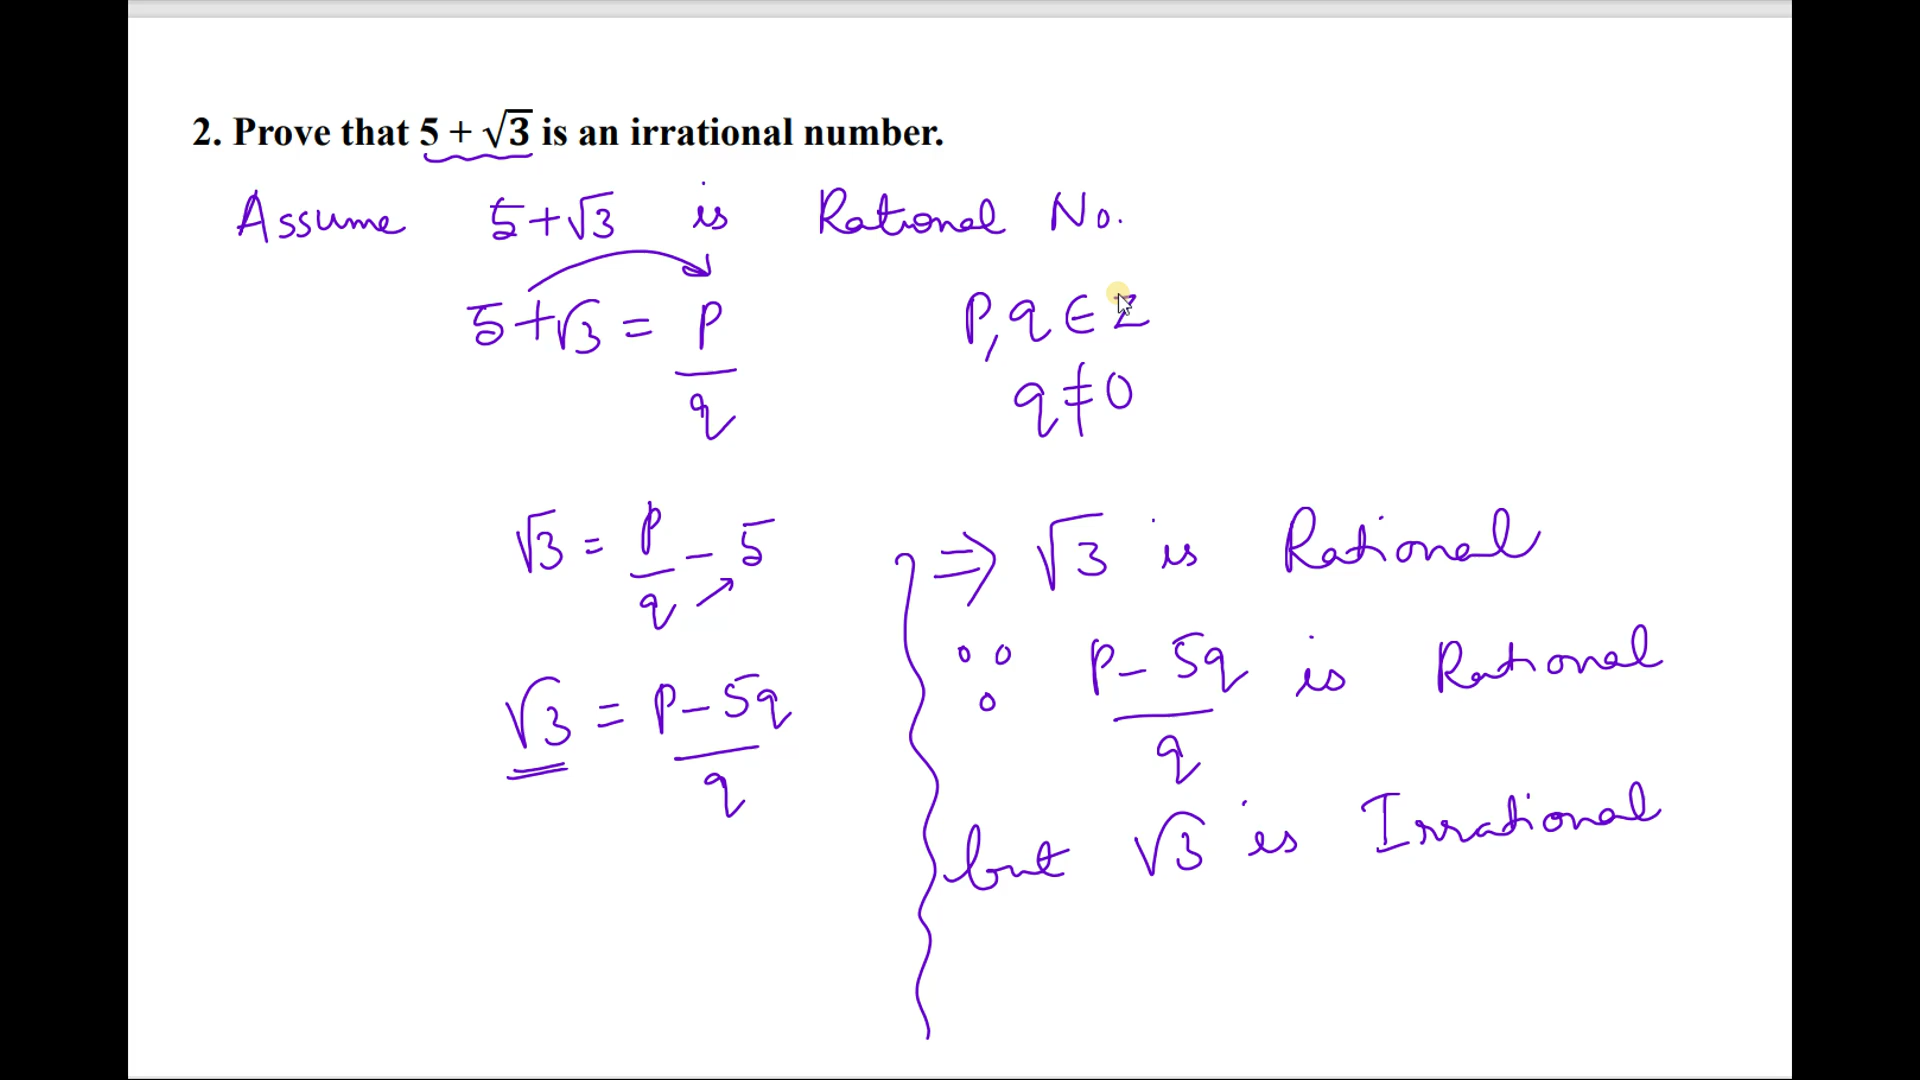 2. Prove that 5 + √3 is an irrational number.
Assume 5+√3 is Rational No.
5+√3 = p/q
p, q ∈ Z
q ≠ 0
√3 = p/q - 5
√3 = p-5q/q
⇒ √3 is Rational
∵ p-5q/q is Rational
but √3 is Irrational